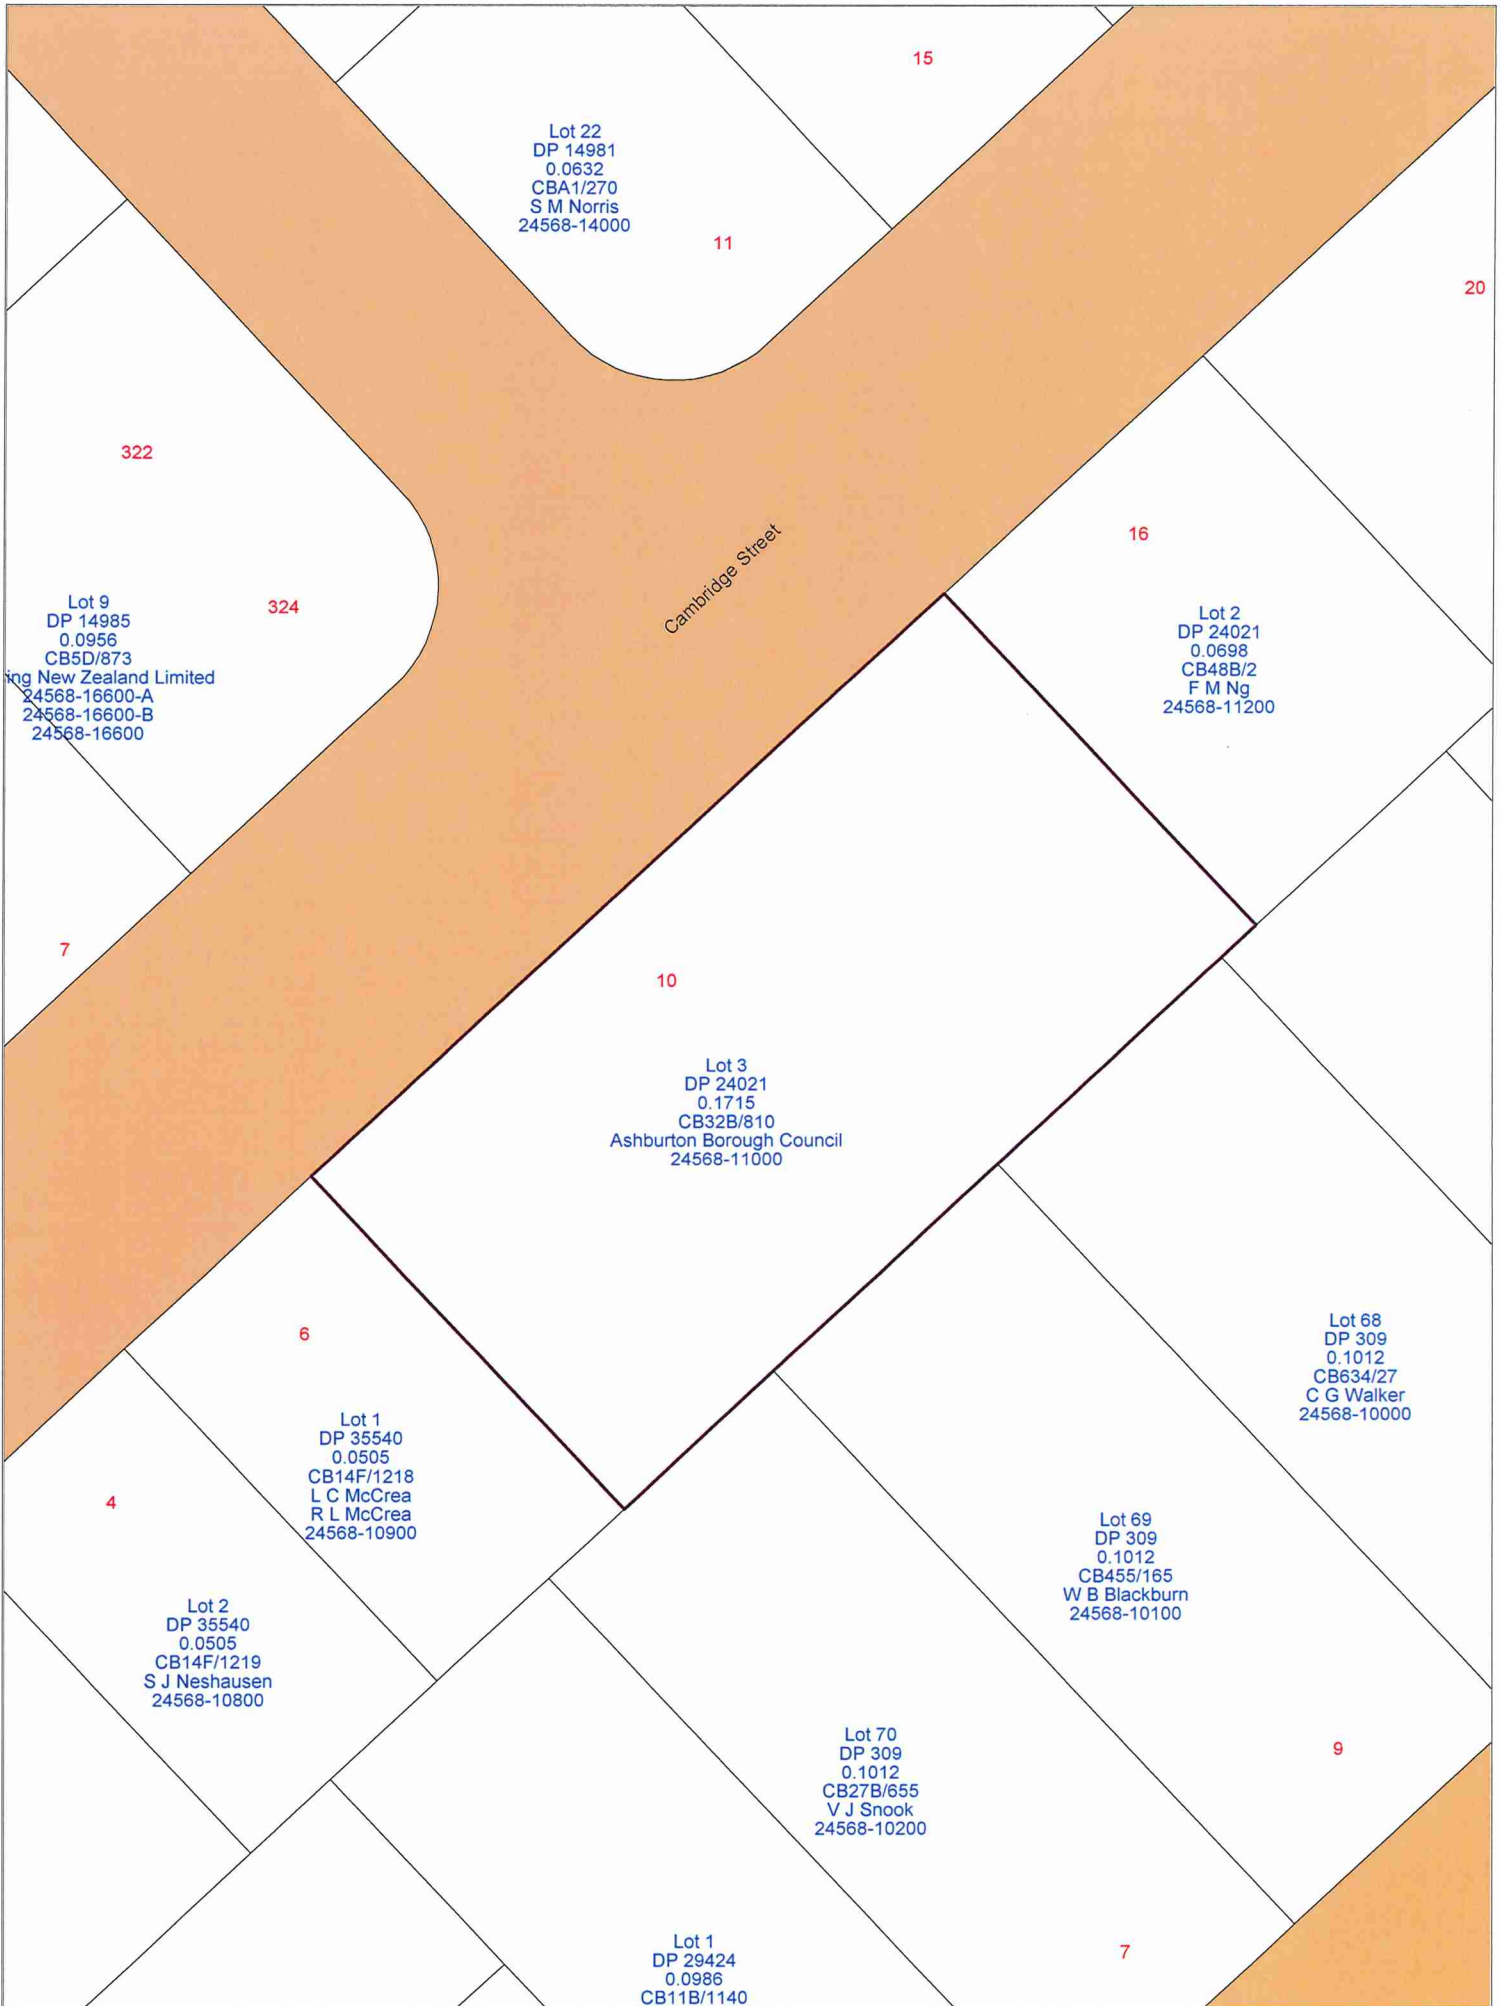 15
Lot 22
DP 14981
0.0632
CBA1/270
S M Norris
24568-14000
11
20
322
16
Cambridge Street
Lot 9
DP 14985
0.0956
CB5D/873
ing New Zealand Limited
24568-16600-A
24568-16600-B
24568-16600
324
Lot 2
DP 24021
0.0698
CB48B/2
F M Ng
24568-11200
7
10
Lot 3
DP 24021
0.1715
CB32B/810
Ashburton Borough Council
24568-11000
6
Lot 68
DP 309
0.1012
CB634/27
C G Walker
24568-10000
Lot 1
DP 35540
0.0505
CB14F/1218
L C McCrea
R L McCrea
24568-10900
4
Lot 69
DP 309
0.1012
CB455/165
W B Blackburn
24568-10100
Lot 2
DP 35540
0.0505
CB14F/1219
S J Neshausen
24568-10800
Lot 70
DP 309
0.1012
CB27B/655
V J Snook
24568-10200
9
Lot 1
DP 29424
0.0986
CB11B/1140
7